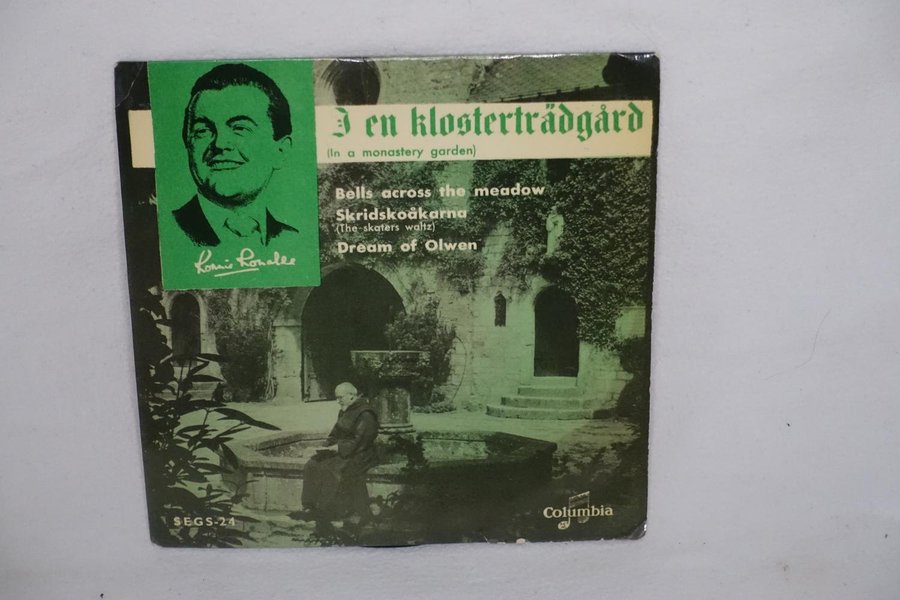 I en klosterträdgård
(In a monastery garden)
Bells across the meadow
Skridskoåkarna
(The skaters waltz)
Dream of Olwen
Ronnie Ronalde
SEGS-24
Columbia